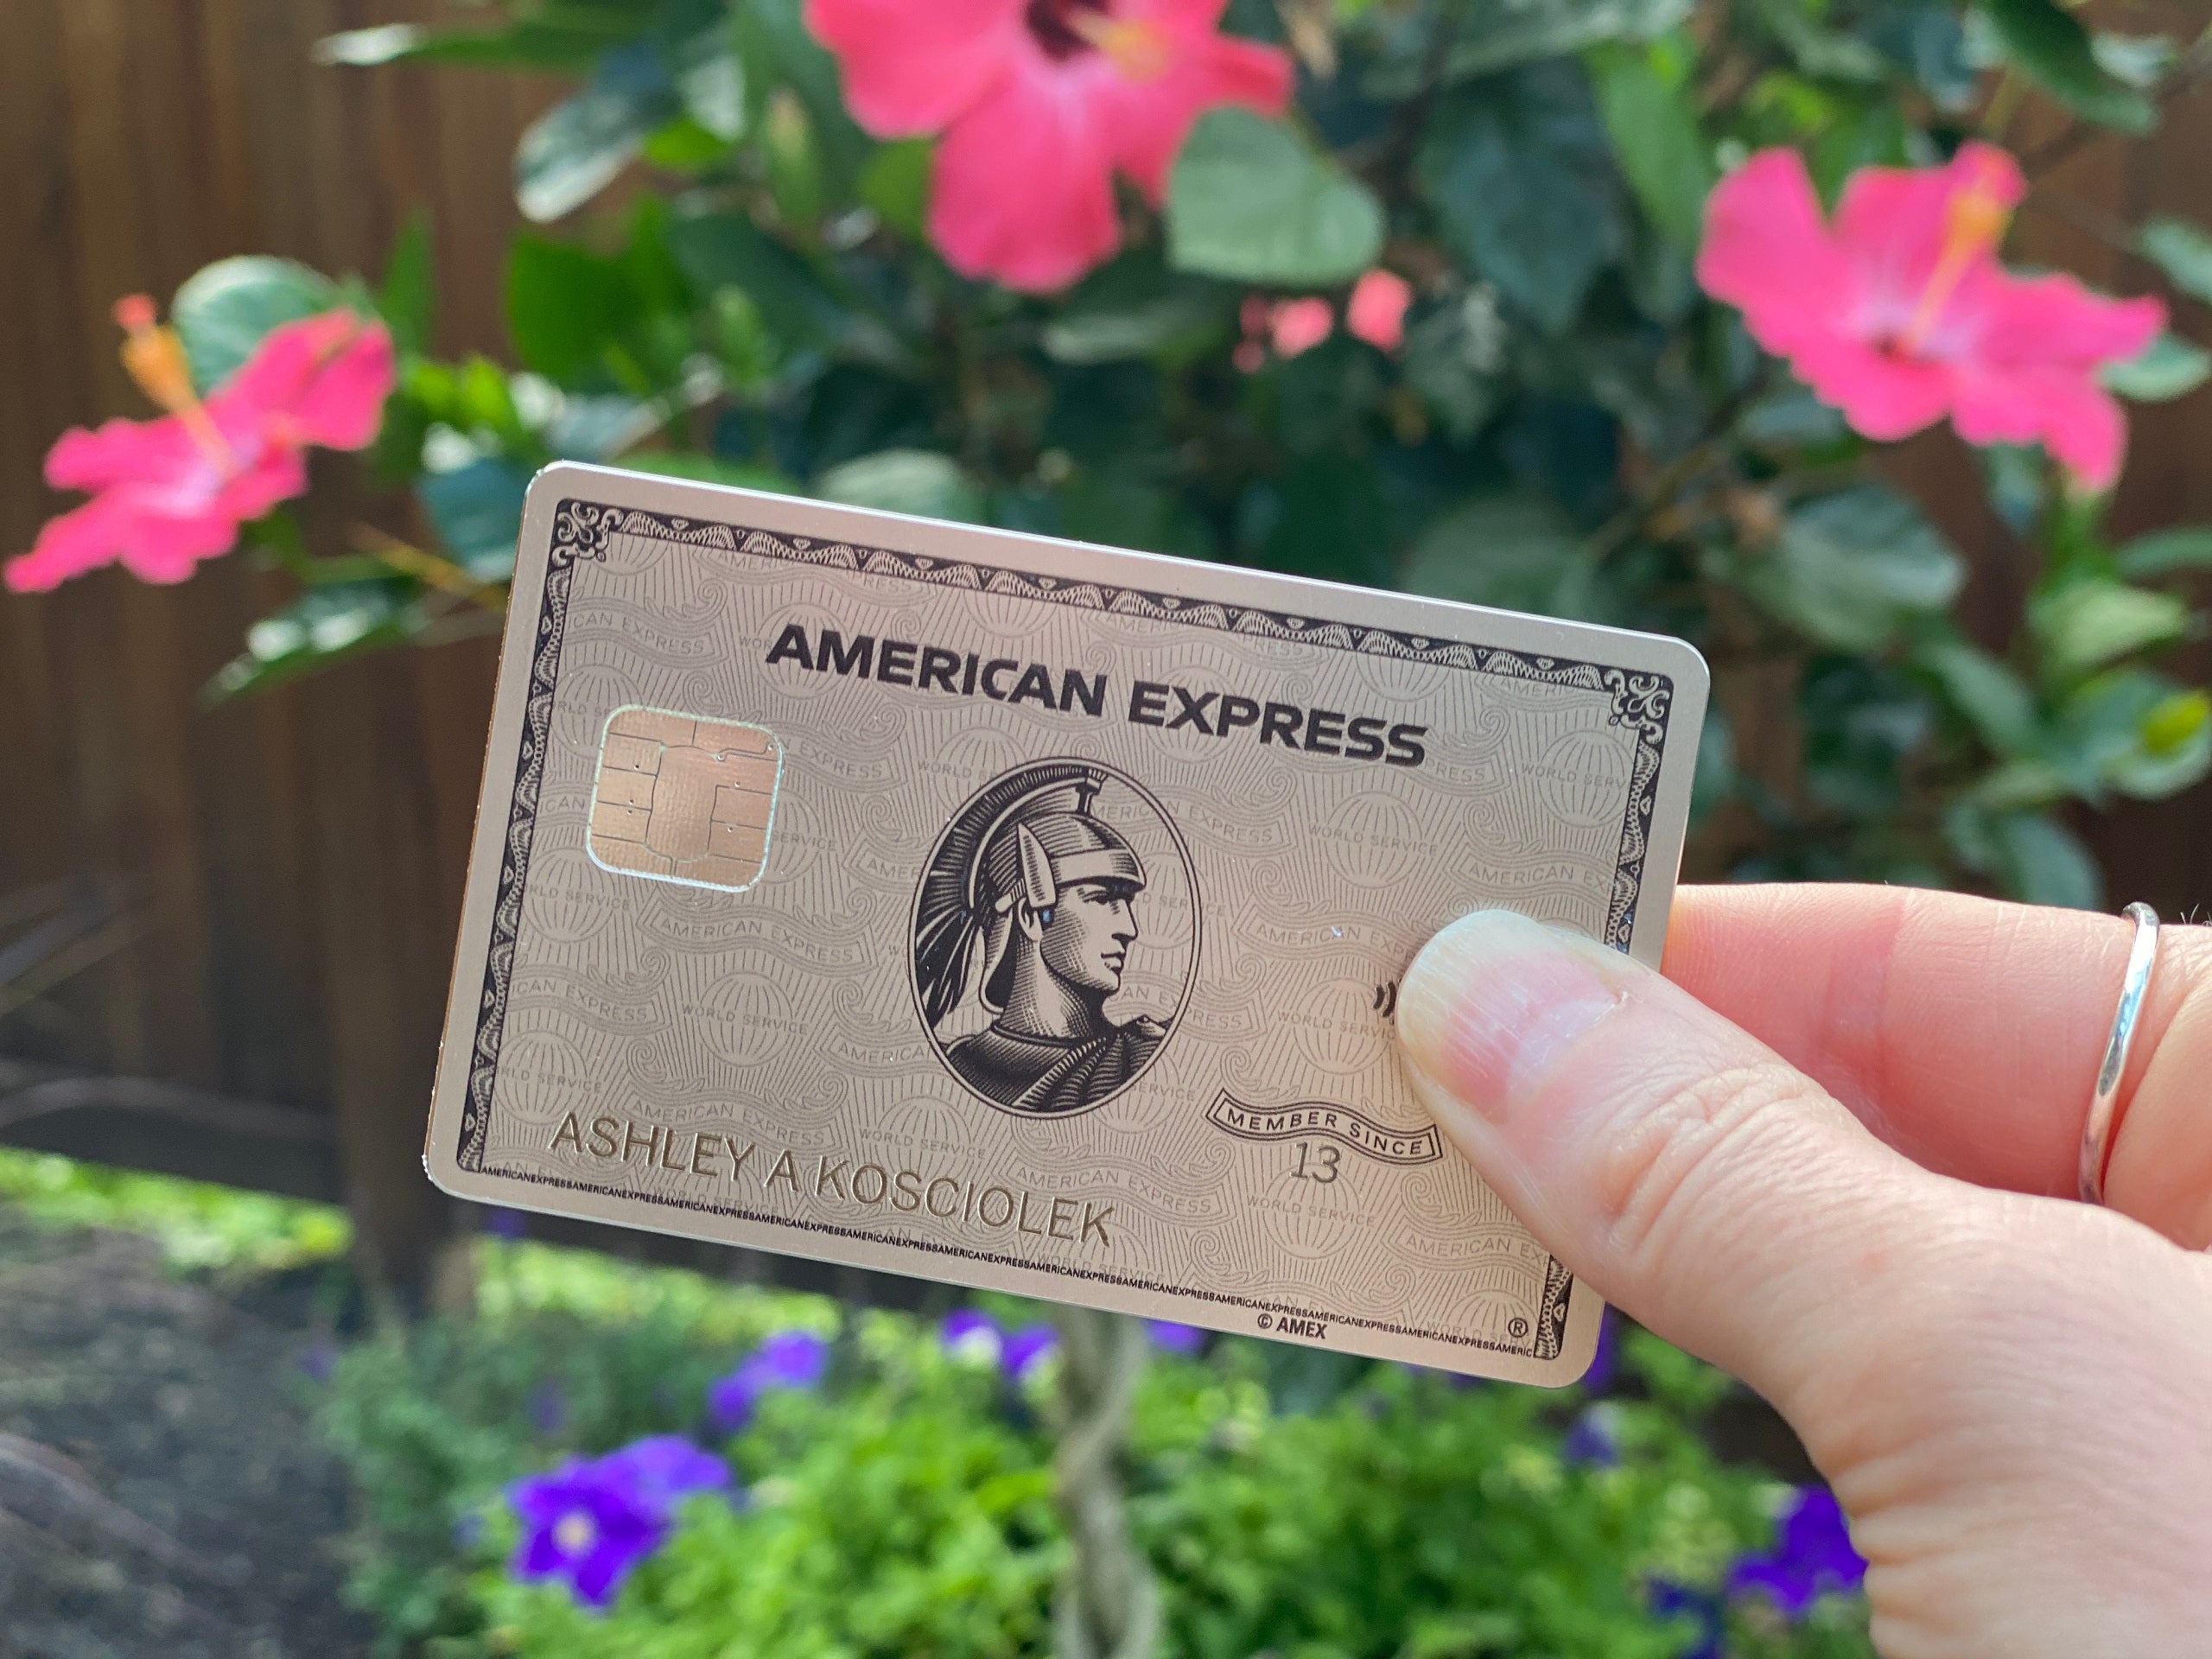 AMERICAN EXPRESS
MEMBER SINCE
13
ASHLEY A KOSCIOLEK
© AMEX
®